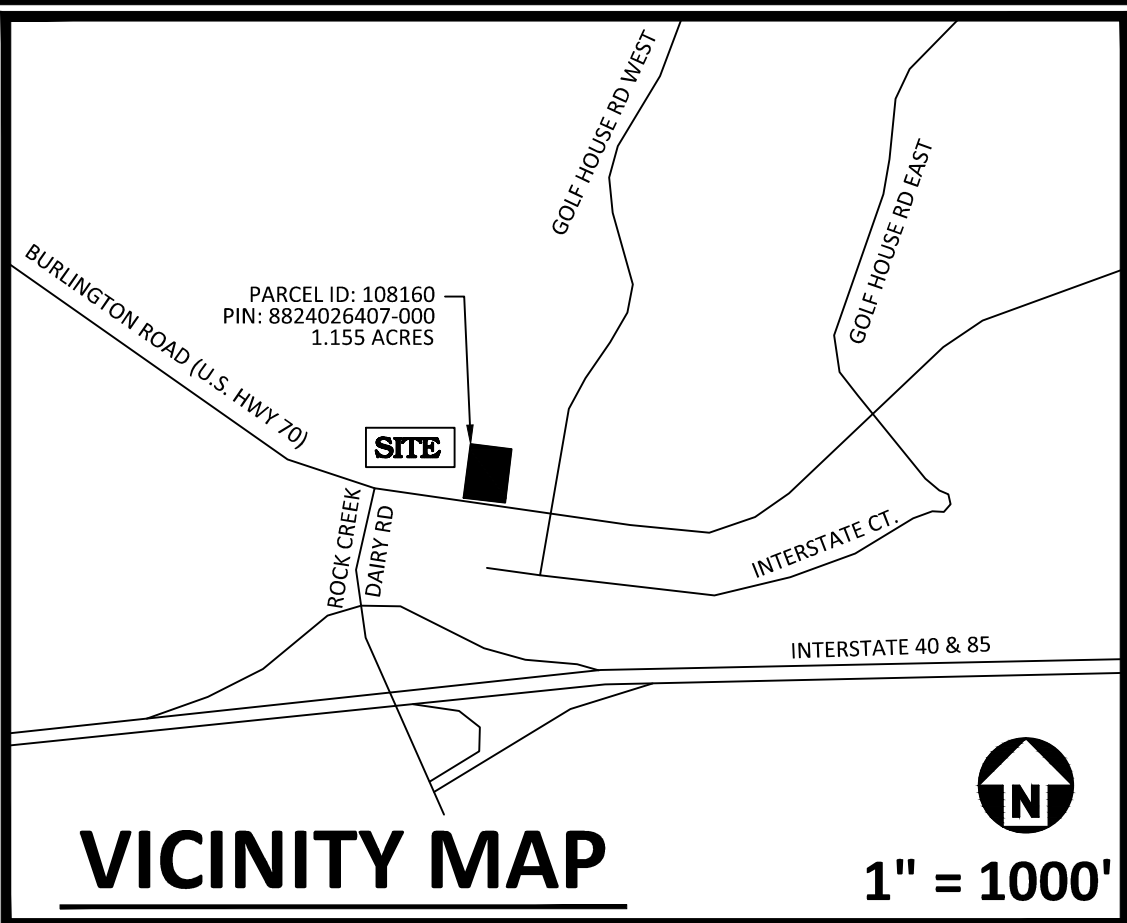 GOLF HOUSE RD WEST
GOLF HOUSE RD EAST
BURLINGTON ROAD (U.S. HWY 70)
PARCEL ID: 108160
PIN: 8824026407-000
1.155 ACRES
SITE
ROCK CREEK
DAIRY RD
INTERSTATE CT.
INTERSTATE 40 & 85
N
VICINITY MAP
1" = 1000'